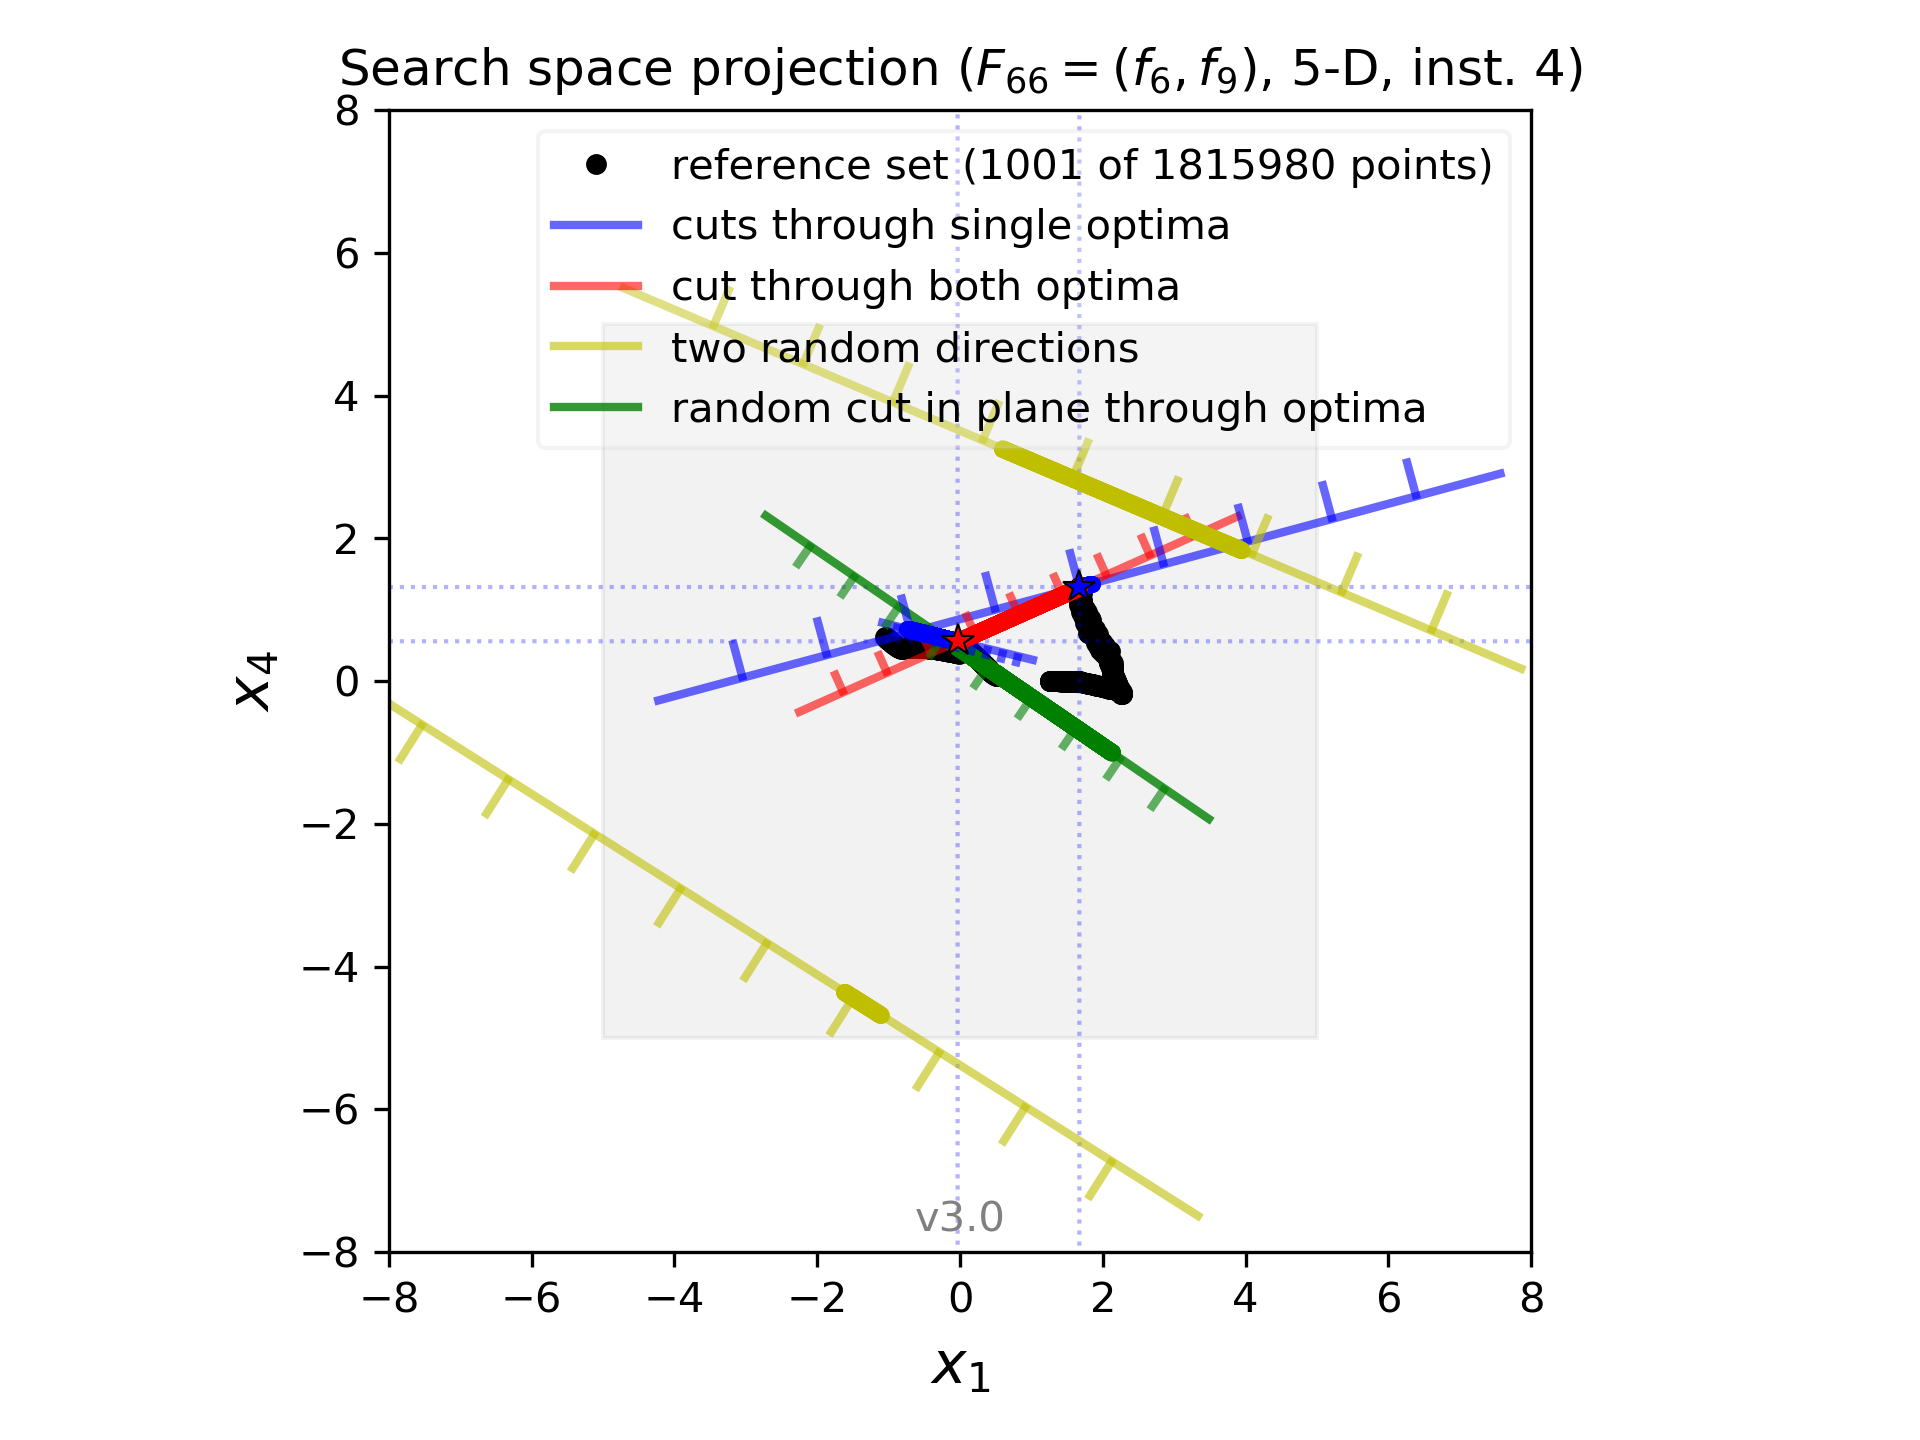 Search space projection (F₆₆ = (f₆, f₉), 5-D, inst. 4)
reference set (1001 of 1815980 points)
cuts through single optima
cut through both optima
two random directions
random cut in plane through optima
8
6
4
2
0
−2
−4
−6
−8
x₄
v3.0
−8 −6 −4 −2 0 2 4 6 8
x₁